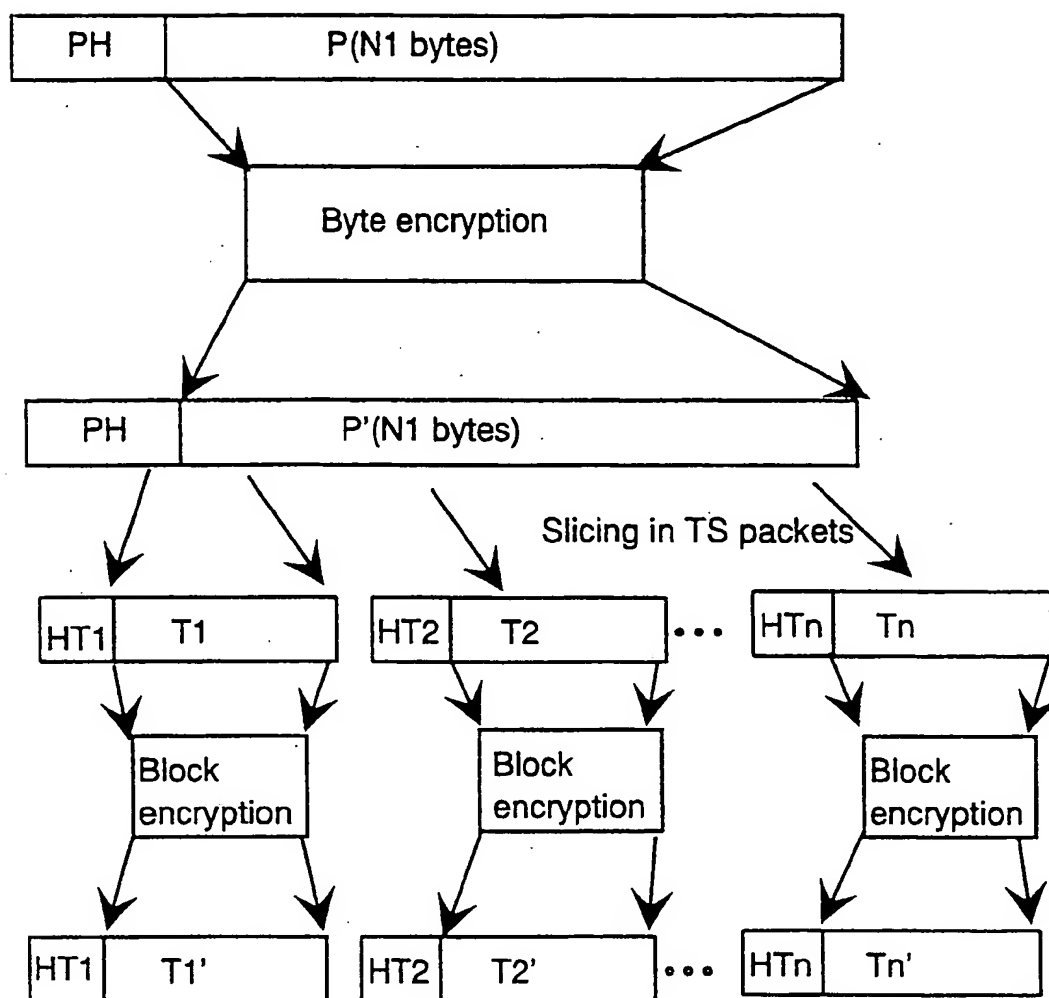 PH P(N1 bytes)
Byte encryption
PH P'(N1 bytes)
Slicing in TS packets
HT1 T1 HT2 T2 ••• HTn Tn
Block
encryption
Block
encryption
Block
encryption
HT1 T1' HT2 T2' ••• HTn Tn'